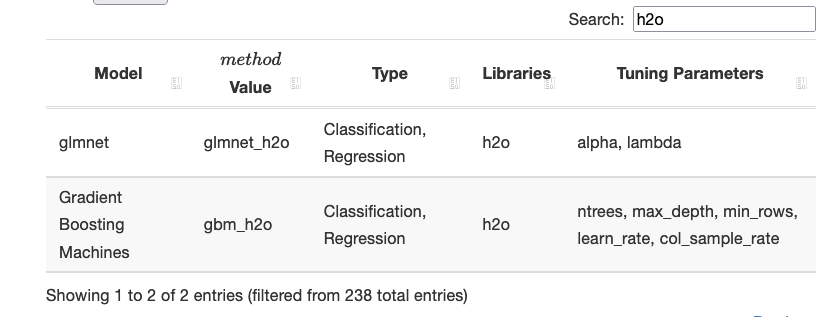 Search: h2o
Model
method
Value
Type
Libraries
Tuning Parameters
glmnet
glmnet_h2o
Classification,
Regression
h2o
alpha, lambda
Gradient
Boosting
Machines
gbm_h2o
Classification,
Regression
h2o
ntrees, max_depth, min_rows,
learn_rate, col_sample_rate
Showing 1 to 2 of 2 entries (filtered from 238 total entries)